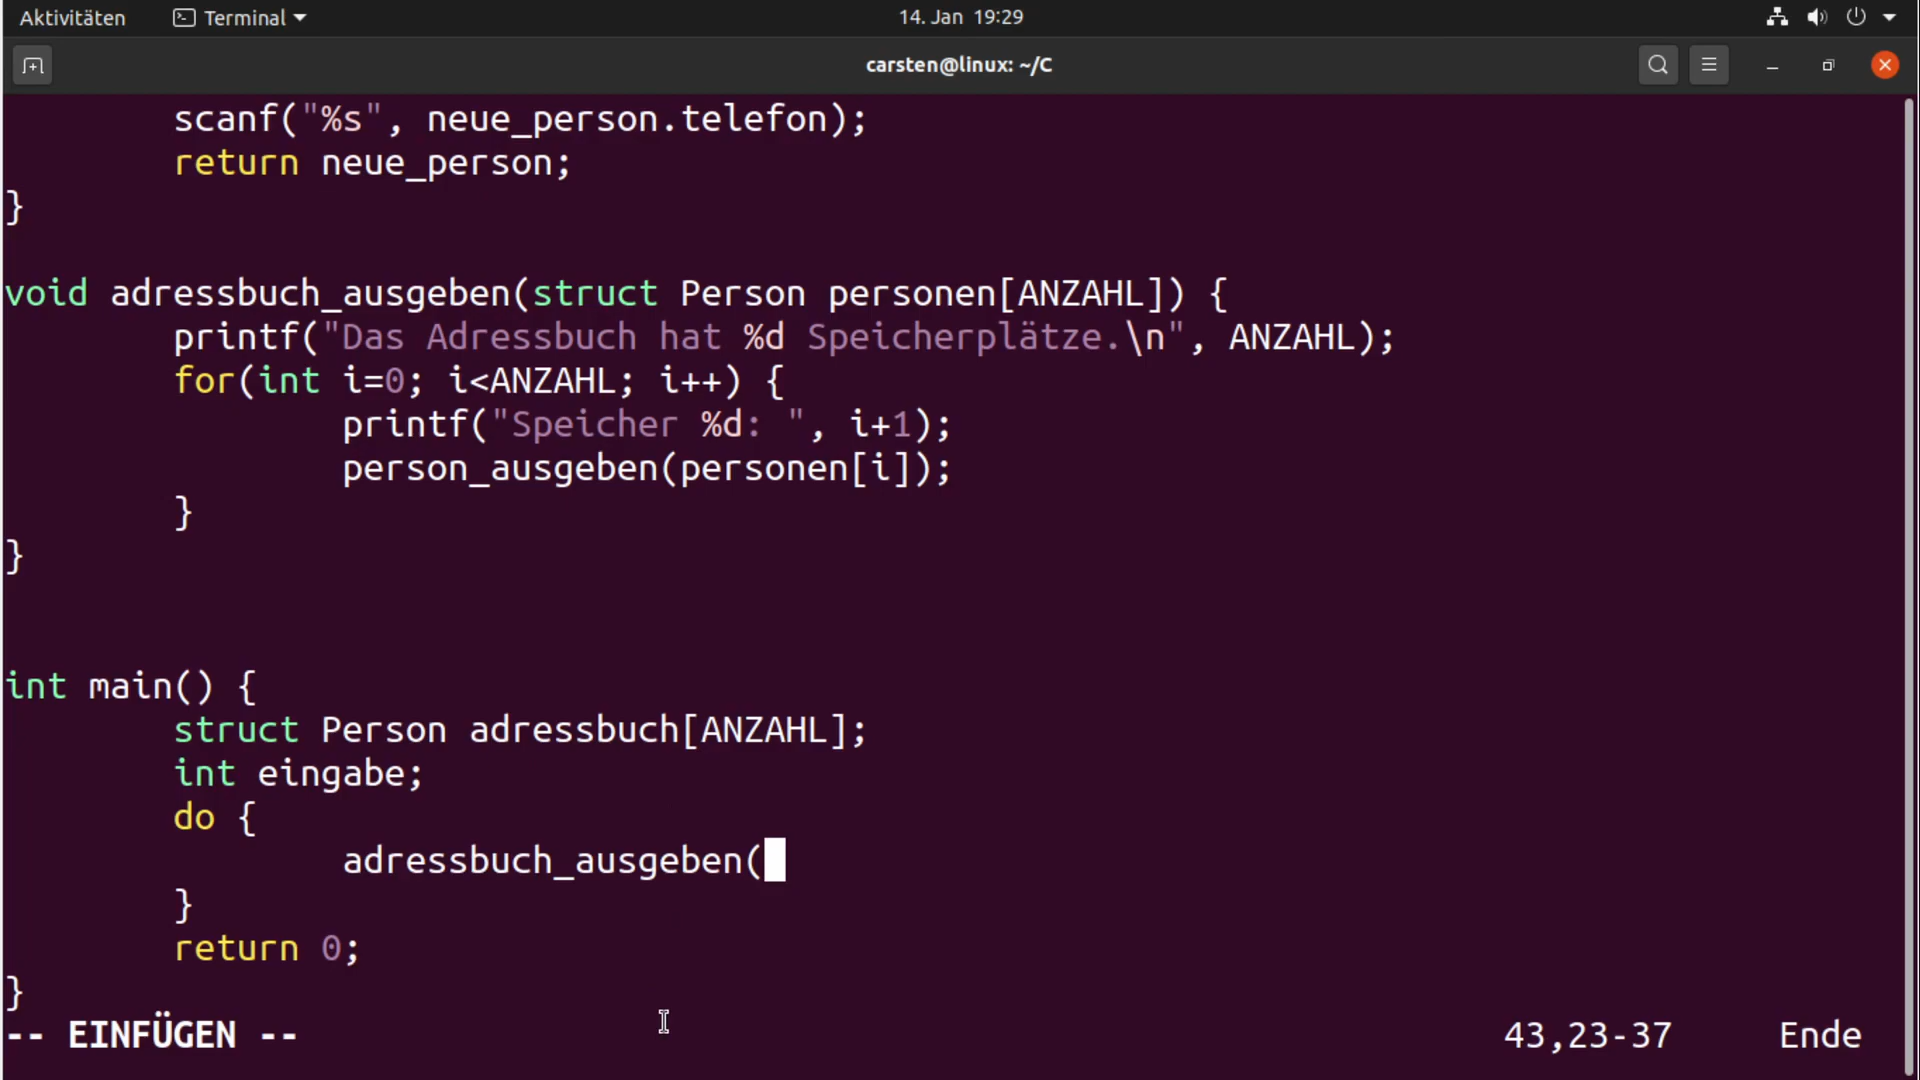 Aktivitäten Terminal 14. Jan 19:29
carsten@linux: ~/C
scanf("%s", neue_person.telefon);
return neue_person;
}
void adressbuch_ausgeben(struct Person personen[ANZAHL]) {
printf("Das Adressbuch hat %d Speicherplätze.\n", ANZAHL);
for(int i=0; i<ANZAHL; i++) {
printf("Speicher %d: ", i+1);
person_ausgeben(personen[i]);
}
}
int main() {
struct Person adressbuch[ANZAHL];
int eingabe;
do {
adressbuch_ausgeben(
}
return 0;
}
-- EINFÜGEN -- 43,23-37 Ende